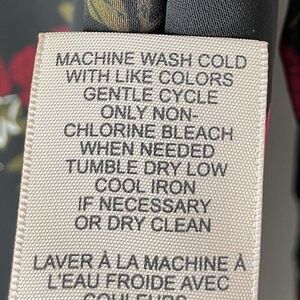 MACHINE WASH COLD
WITH LIKE COLORS
GENTLE CYCLE
ONLY NON-
CHLORINE BLEACH
WHEN NEEDED
TUMBLE DRY LOW
COOL IRON
IF NECESSARY
OR DRY CLEAN
LAVER À LA MACHINE À
L'EAU FROIDE AVEC
COULEURS